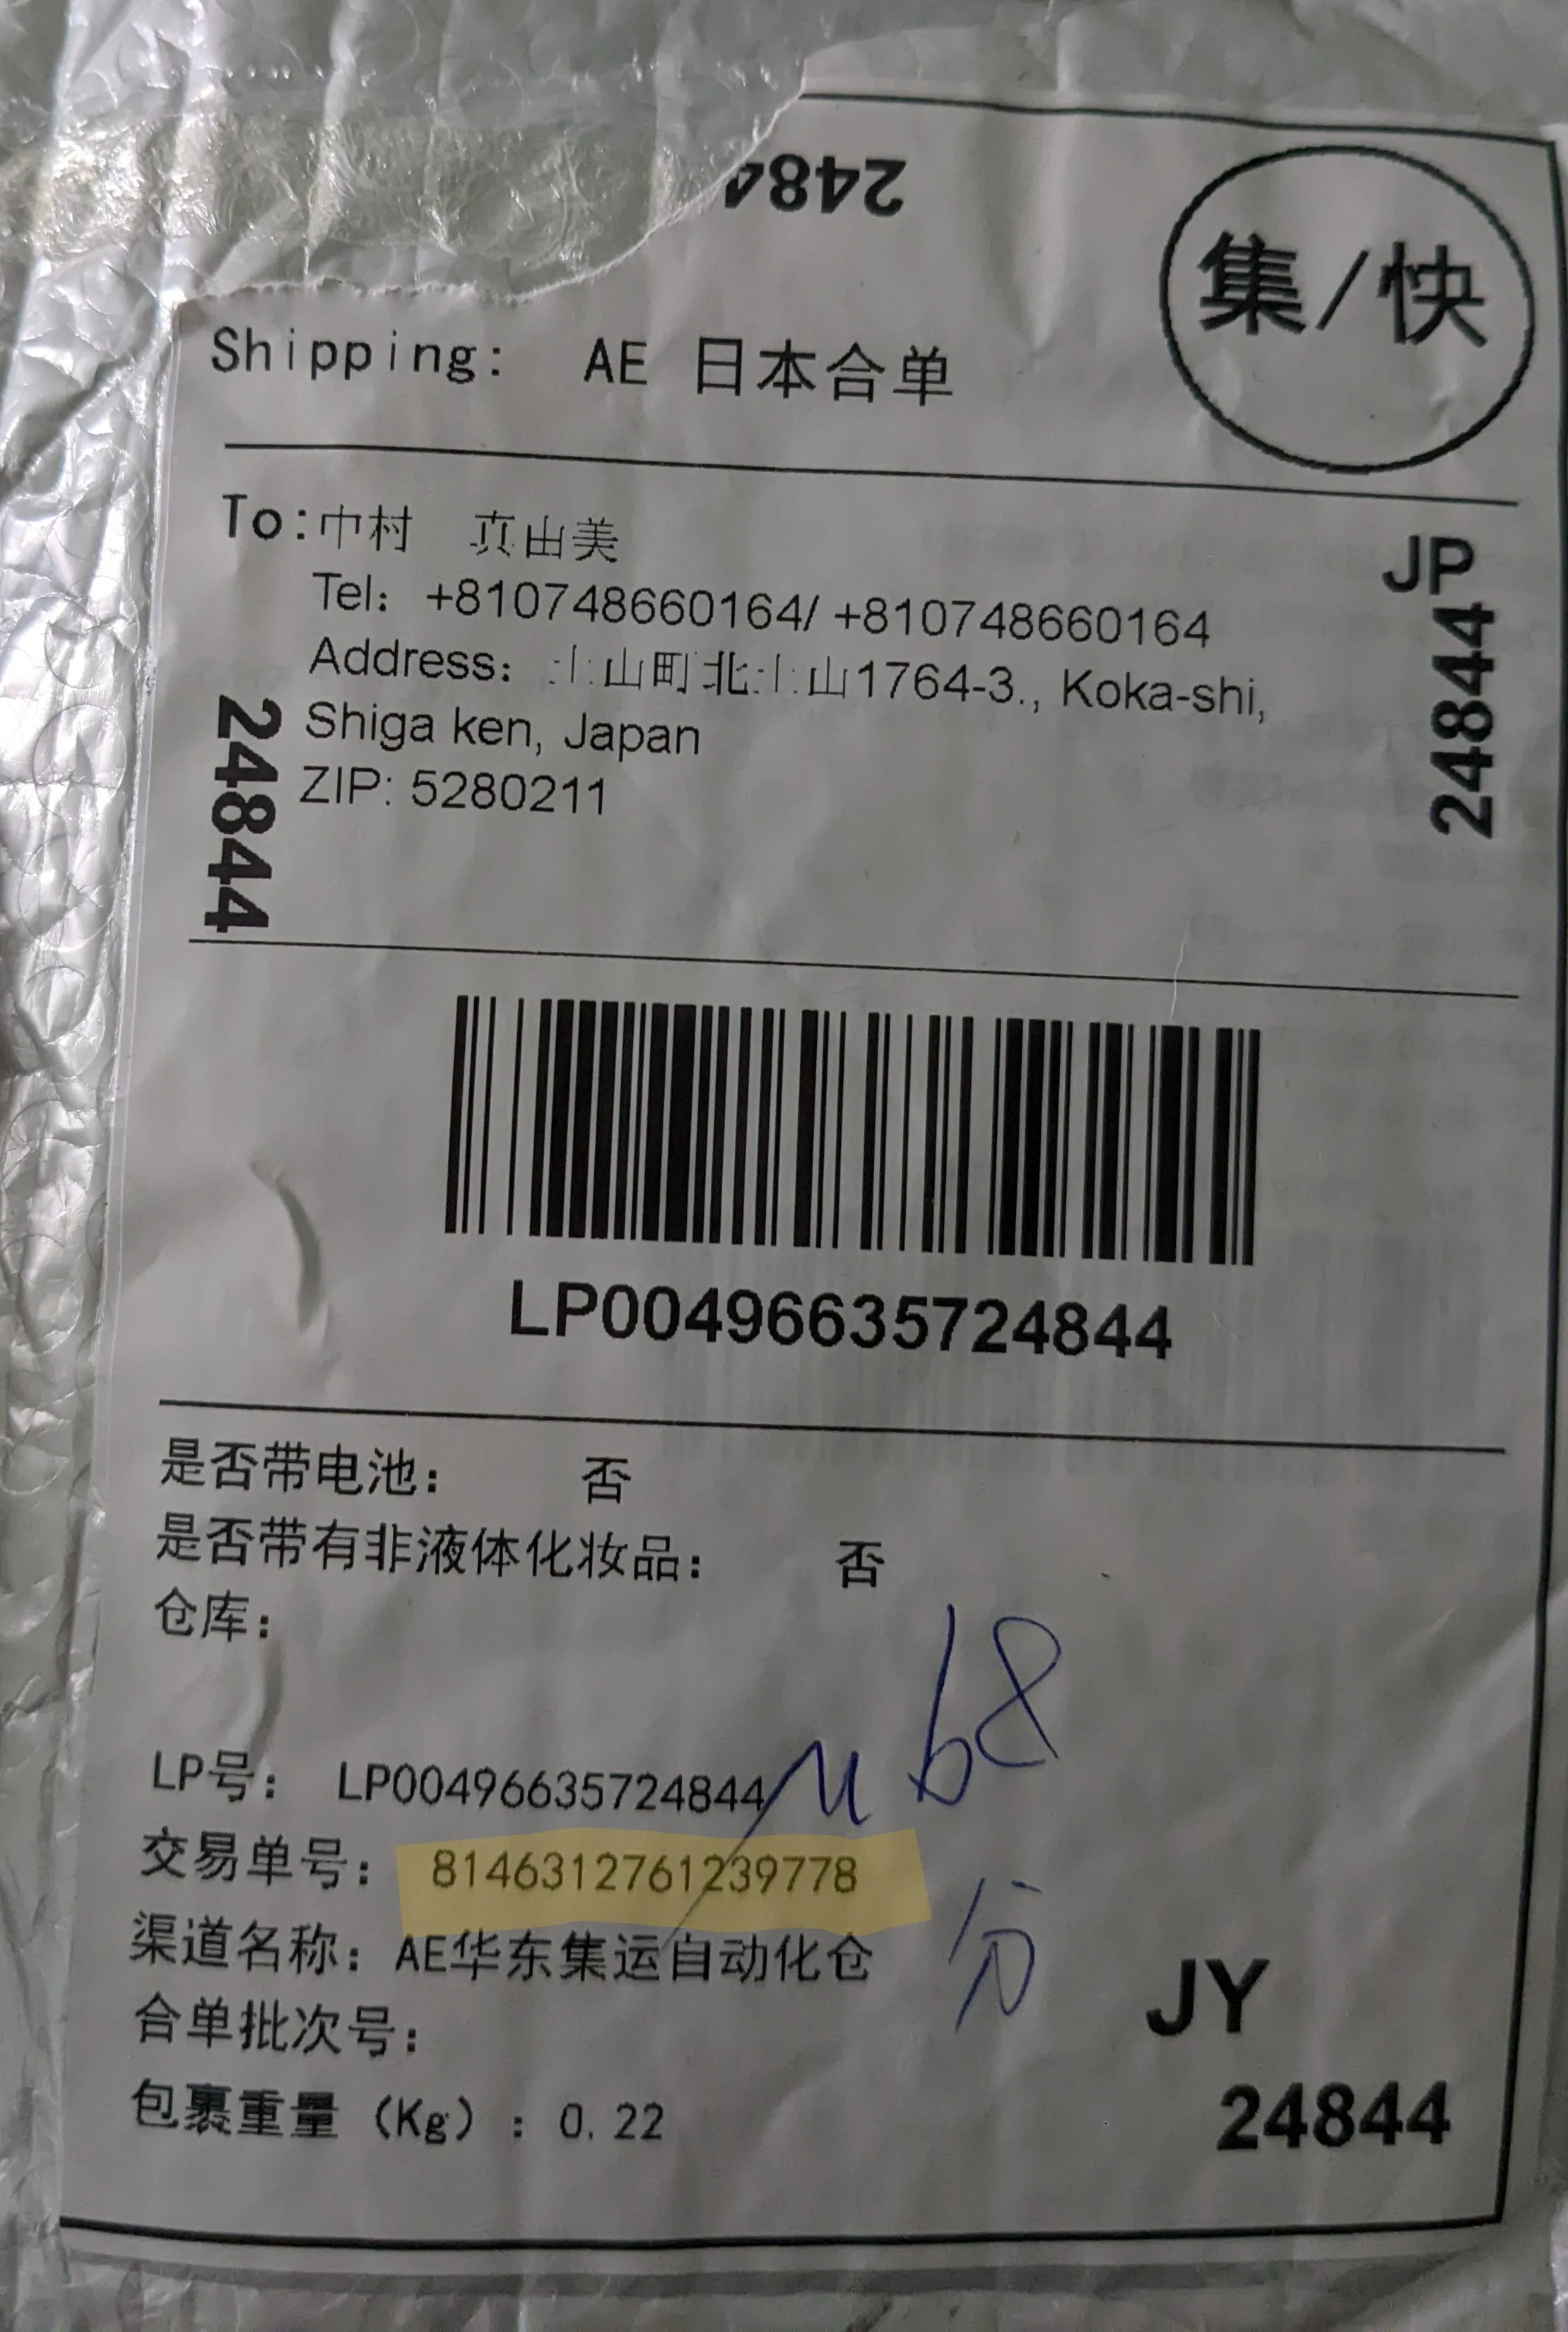 2484
集/快
Shipping: AE 日本合单
To:中村 真由美
JP
Tel: +810748660164/ +810748660164
Address: 土山町北土山1764-3., Koka-shi,
Shiga ken, Japan
ZIP: 5280211
24844
24844
LP00496635724844
是否带电池: 否
是否带有非液体化妆品: 否
仓库:
68
LP号: LP00496635724844
交易单号: 8146312761239778
渠道名称: AE华东集运自动化仓
合单批次号:
JY
包裹重量 (Kg) : 0.22
24844